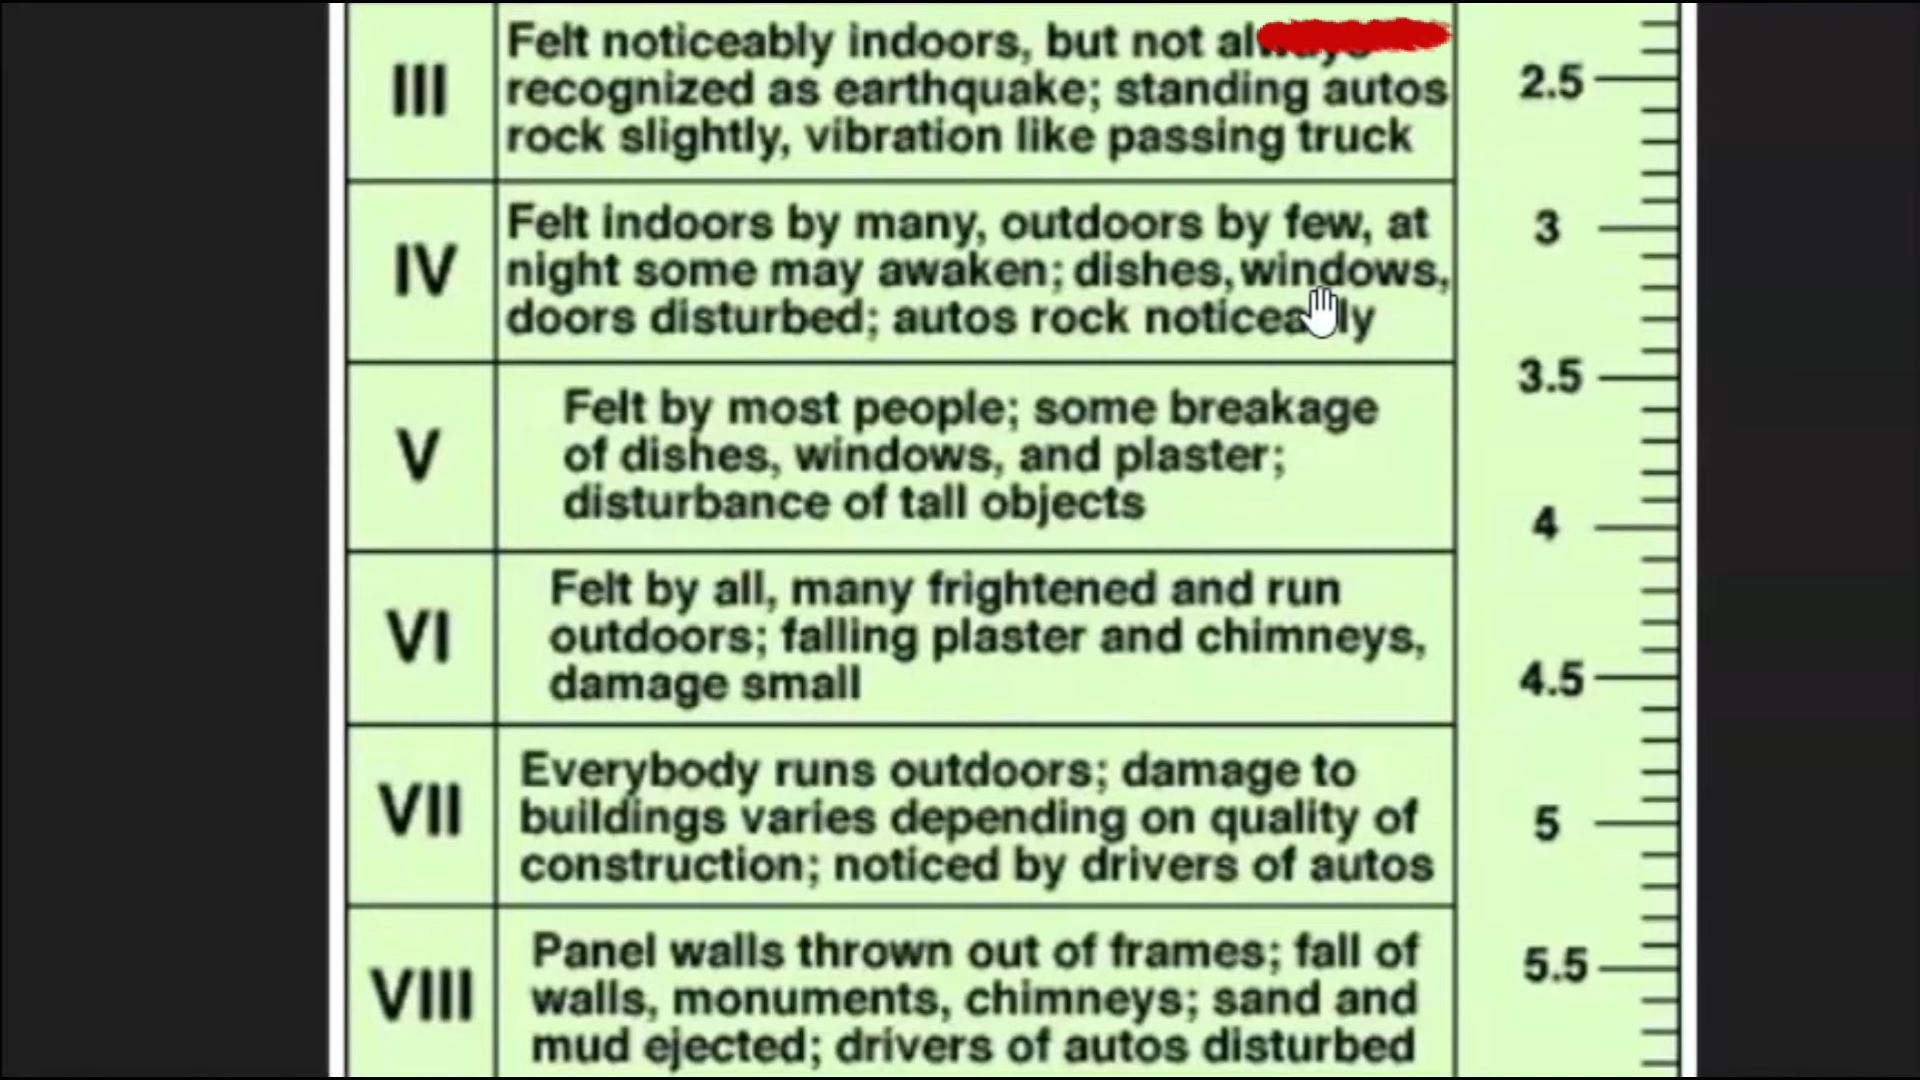 III
Felt noticeably indoors, but not always
recognized as earthquake; standing autos
rock slightly, vibration like passing truck
2.5
IV
Felt indoors by many, outdoors by few, at
night some may awaken; dishes, windows,
doors disturbed; autos rock noticeably
3
3.5
V
Felt by most people; some breakage
of dishes, windows, and plaster;
disturbance of tall objects
4
VI
Felt by all, many frightened and run
outdoors; falling plaster and chimneys,
damage small
4.5
VII
Everybody runs outdoors; damage to
buildings varies depending on quality of
construction; noticed by drivers of autos
5
VIII
Panel walls thrown out of frames; fall of
walls, monuments, chimneys; sand and
mud ejected; drivers of autos disturbed
5.5